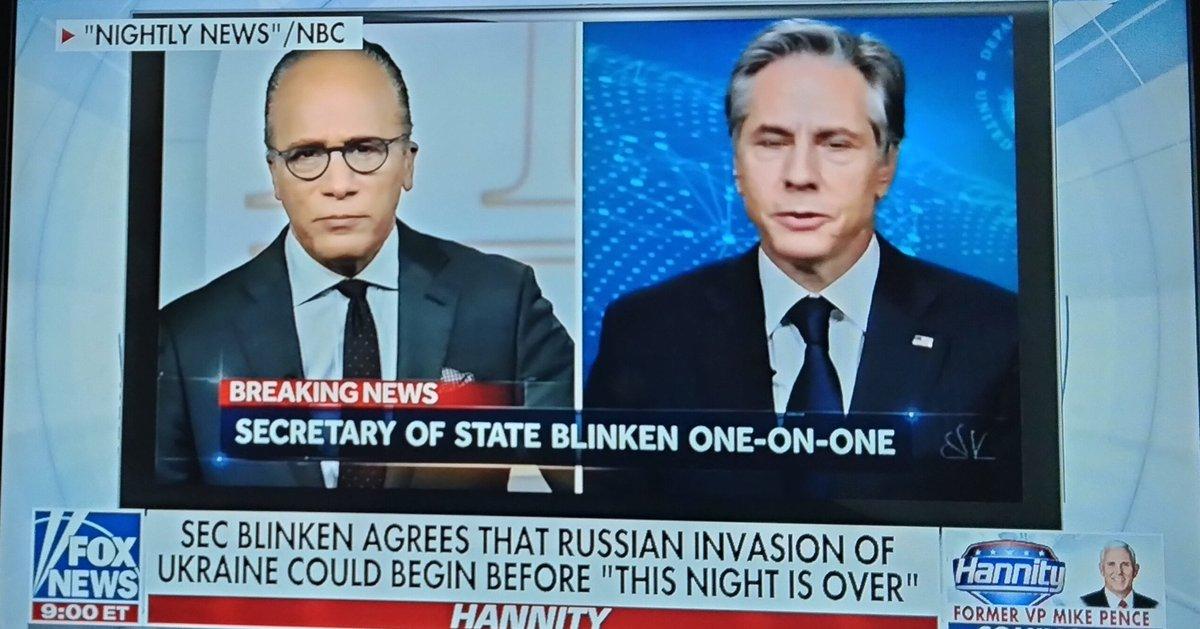 "NIGHTLY NEWS"/NBC
BREAKING NEWS
SECRETARY OF STATE BLINKEN ONE-ON-ONE
SEC BLINKEN AGREES THAT RUSSIAN INVASION OF
UKRAINE COULD BEGIN BEFORE "THIS NIGHT IS OVER"
FOX
NEWS
9:00 ET
HANNITY
Hannity
FORMER VP MIKE PENCE